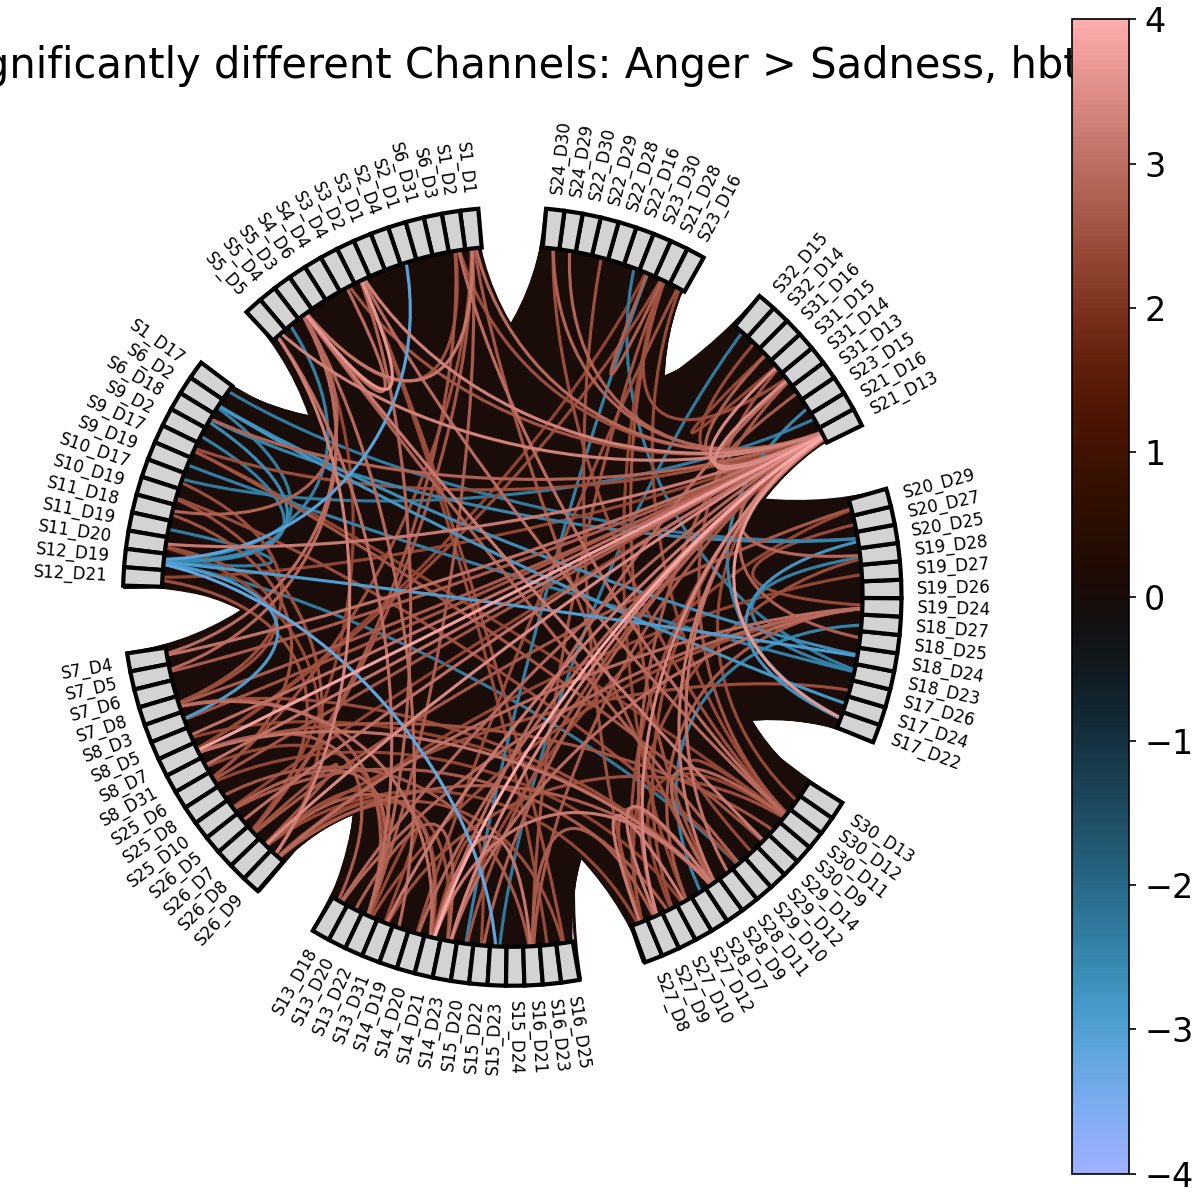 gnificantly different Channels: Anger > Sadness, hbt
4
3
2
1
0
−1
−2
−3
−4
S1_D1
S1_D2
S6_D3
S6_D31
S2_D1
S2_D4
S3_D1
S3_D2
S3_D4
S4_D4
S4_D6
S5_D3
S5_D4
S5_D5
S1_D17
S6_D2
S6_D18
S9_D2
S9_D17
S9_D19
S10_D17
S10_D19
S11_D18
S11_D19
S11_D20
S12_D19
S12_D21
S7_D4
S7_D5
S7_D6
S7_D8
S8_D3
S8_D5
S8_D7
S8_D31
S25_D6
S25_D8
S25_D10
S26_D5
S26_D7
S26_D8
S26_D9
S13_D18
S13_D20
S13_D22
S13_D31
S14_D19
S14_D20
S14_D21
S14_D23
S15_D20
S15_D22
S15_D23
S15_D24
S16_D21
S16_D23
S16_D25
S27_D8
S27_D9
S27_D10
S27_D12
S28_D7
S28_D9
S28_D11
S29_D10
S29_D12
S29_D14
S30_D9
S30_D11
S30_D12
S30_D13
S17_D22
S17_D24
S17_D26
S18_D23
S18_D24
S18_D25
S18_D27
S19_D24
S19_D26
S19_D27
S19_D28
S20_D25
S20_D27
S20_D29
S21_D13
S21_D16
S23_D15
S31_D13
S31_D14
S31_D15
S31_D16
S32_D14
S32_D15
S23_D16
S21_D28
S23_D30
S22_D16
S22_D28
S22_D29
S22_D30
S24_D29
S24_D30